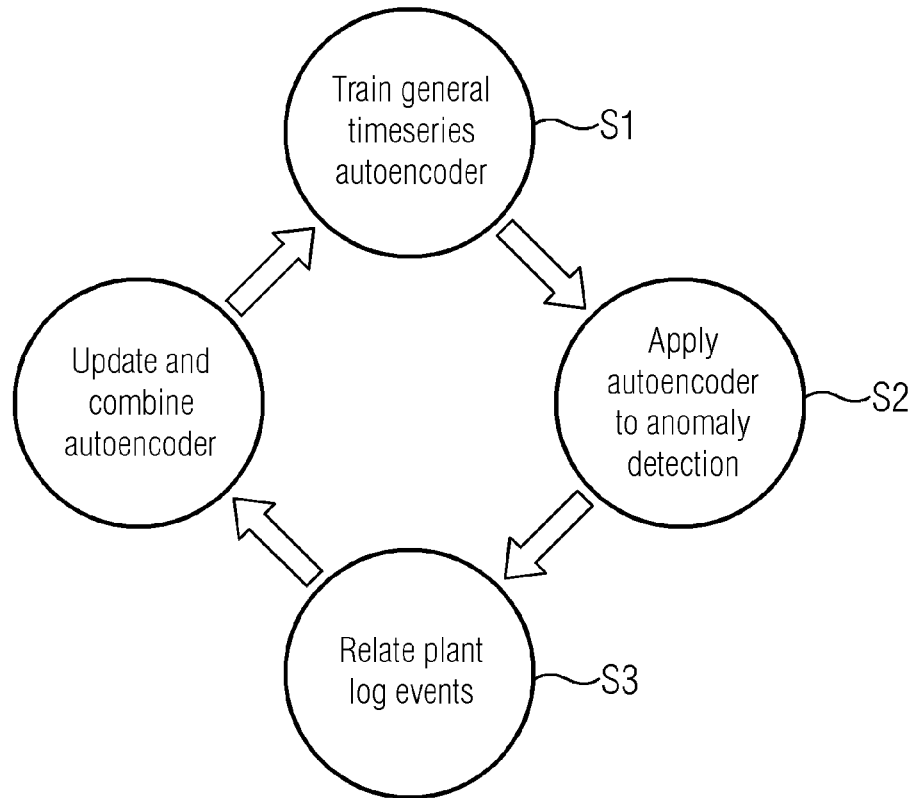 Train general
timeseries
autoencoder
S1
Apply
autoencoder
to anomaly
detection
S2
Relate plant
log events
S3
Update and
combine
autoencoder